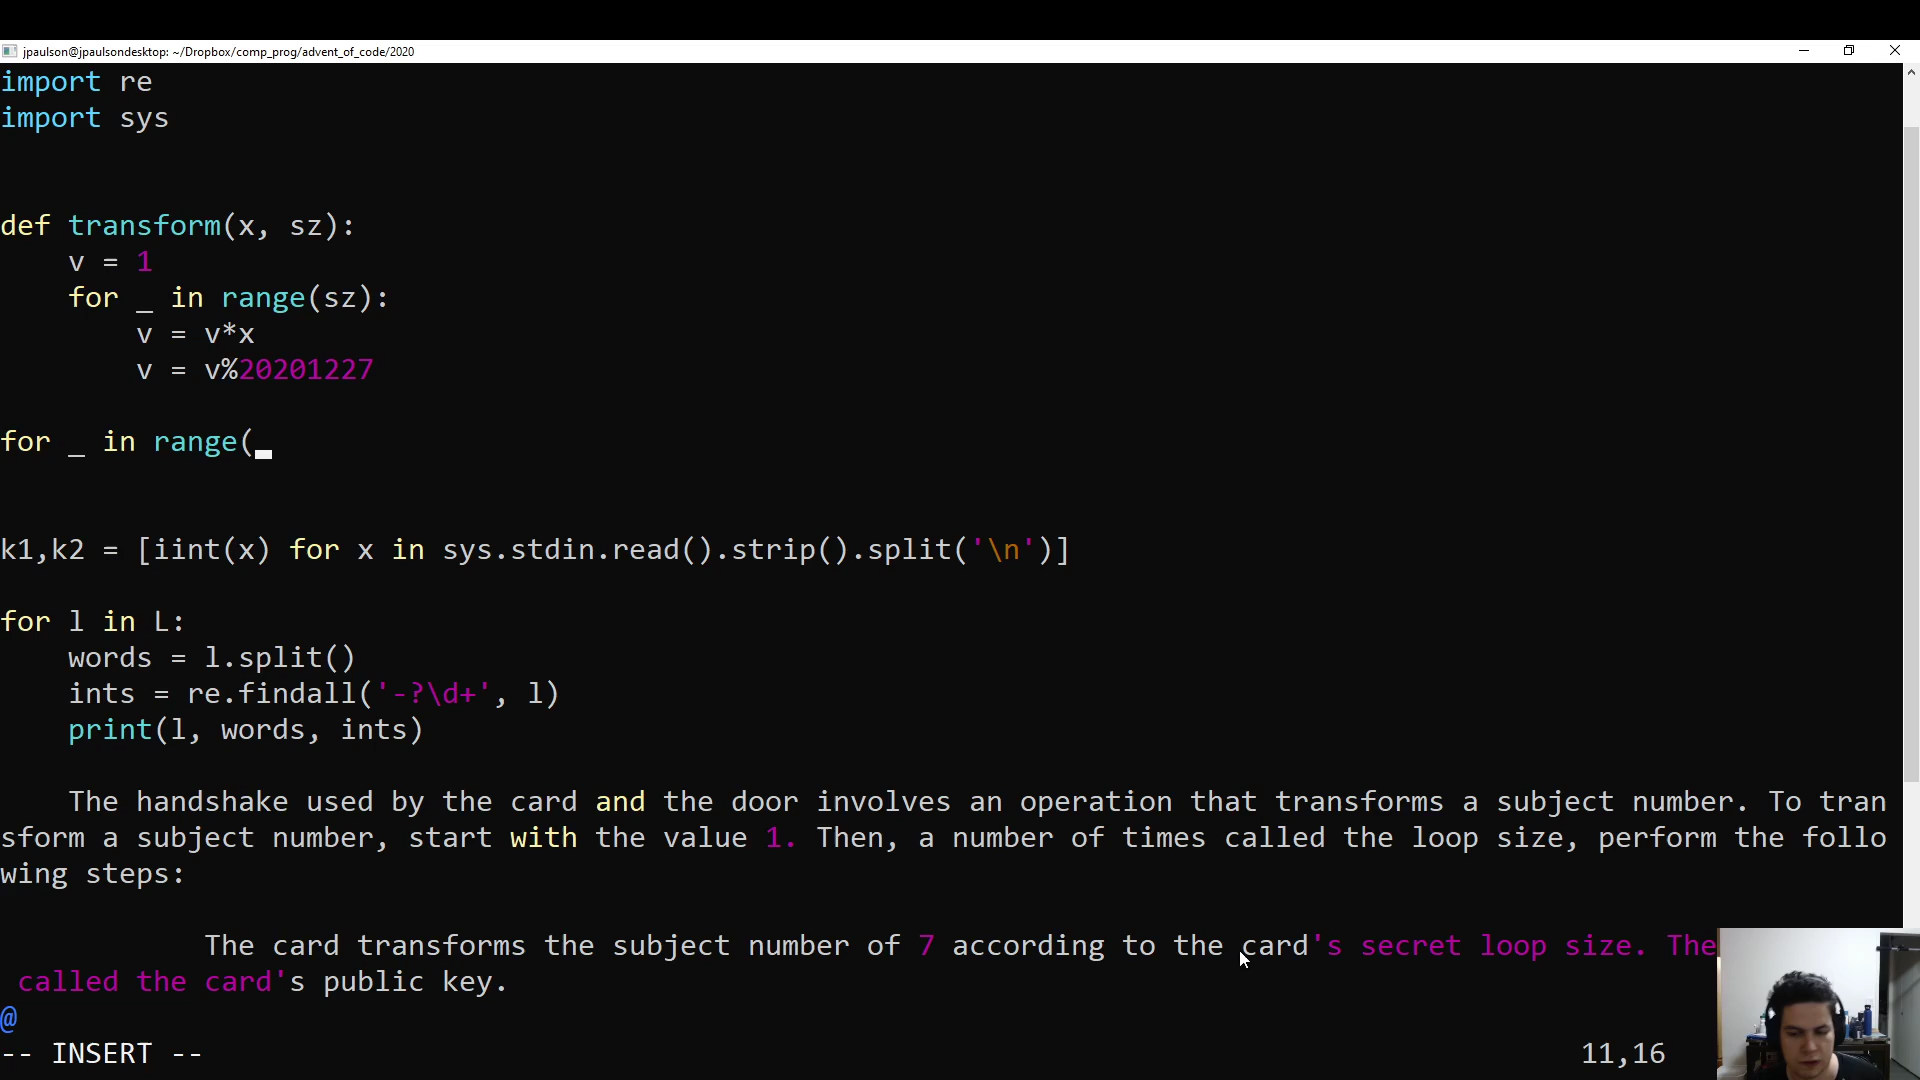 jpaulson@jpaulsondesktop: ~/Dropbox/comp_prog/advent_of_code/2020
import re
import sys
def transform(x, sz):
    v = 1
    for _ in range(sz):
        v = v*x
        v = v%20201227
for _ in range(
k1,k2 = [iint(x) for x in sys.stdin.read().strip().split('\n')]
for l in L:
    words = l.split()
    ints = re.findall('-?\d+', l)
    print(l, words, ints)
    The handshake used by the card and the door involves an operation that transforms a subject number. To tran
sform a subject number, start with the value 1. Then, a number of times called the loop size, perform the follo
wing steps:
            The card transforms the subject number of 7 according to the card's secret loop size. The
 called the card's public key.
@
-- INSERT --
11,16